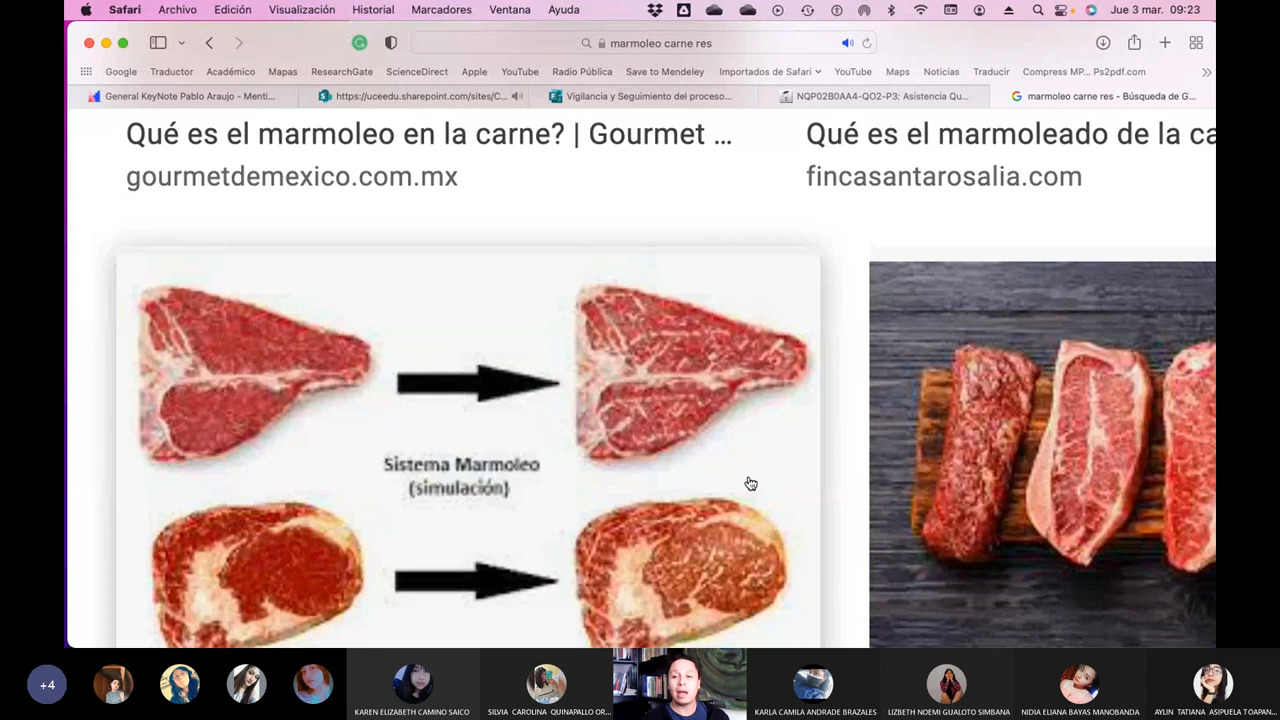 Safari Archivo Edición Visualización Historial Marcadores Ventana Ayuda Jue 3 mar. 09:23
marmoleo carne res
Google Traductor Académico Mapas ResearchGate ScienceDirect Apple YouTube Radio Pública Save to Mendeley Importados de Safari YouTube Maps Noticias Traducir Compress MP... Ps2pdf.com
General KeyNote Pablo Araujo - Menti... https://uceedu.sharepoint.com/sites/C... Vigilancia y Seguimiento del proceso... NQP02B0AA4-QO2-P3: Asistencia Qu... marmoleo carne res - Búsqueda de G...
Qué es el marmoleo en la carne? | Gourmet ... Qué es el marmoleado de la ca
gourmetdemexico.com.mx fincasantarosalia.com
Sistema Marmoleo
(simulación)
+4 KAREN ELIZABETH CAMINO SAICO SILVIA CAROLINA QUINAPALLO OR... KARLA CAMILA ANDRADE BRAZALES LIZBETH NOEMI GUALOTO SIMBANA NIDIA ELIANA BAYAS MANOBANDA AYLIN TATIANA ASIPUELA TOAPAN...